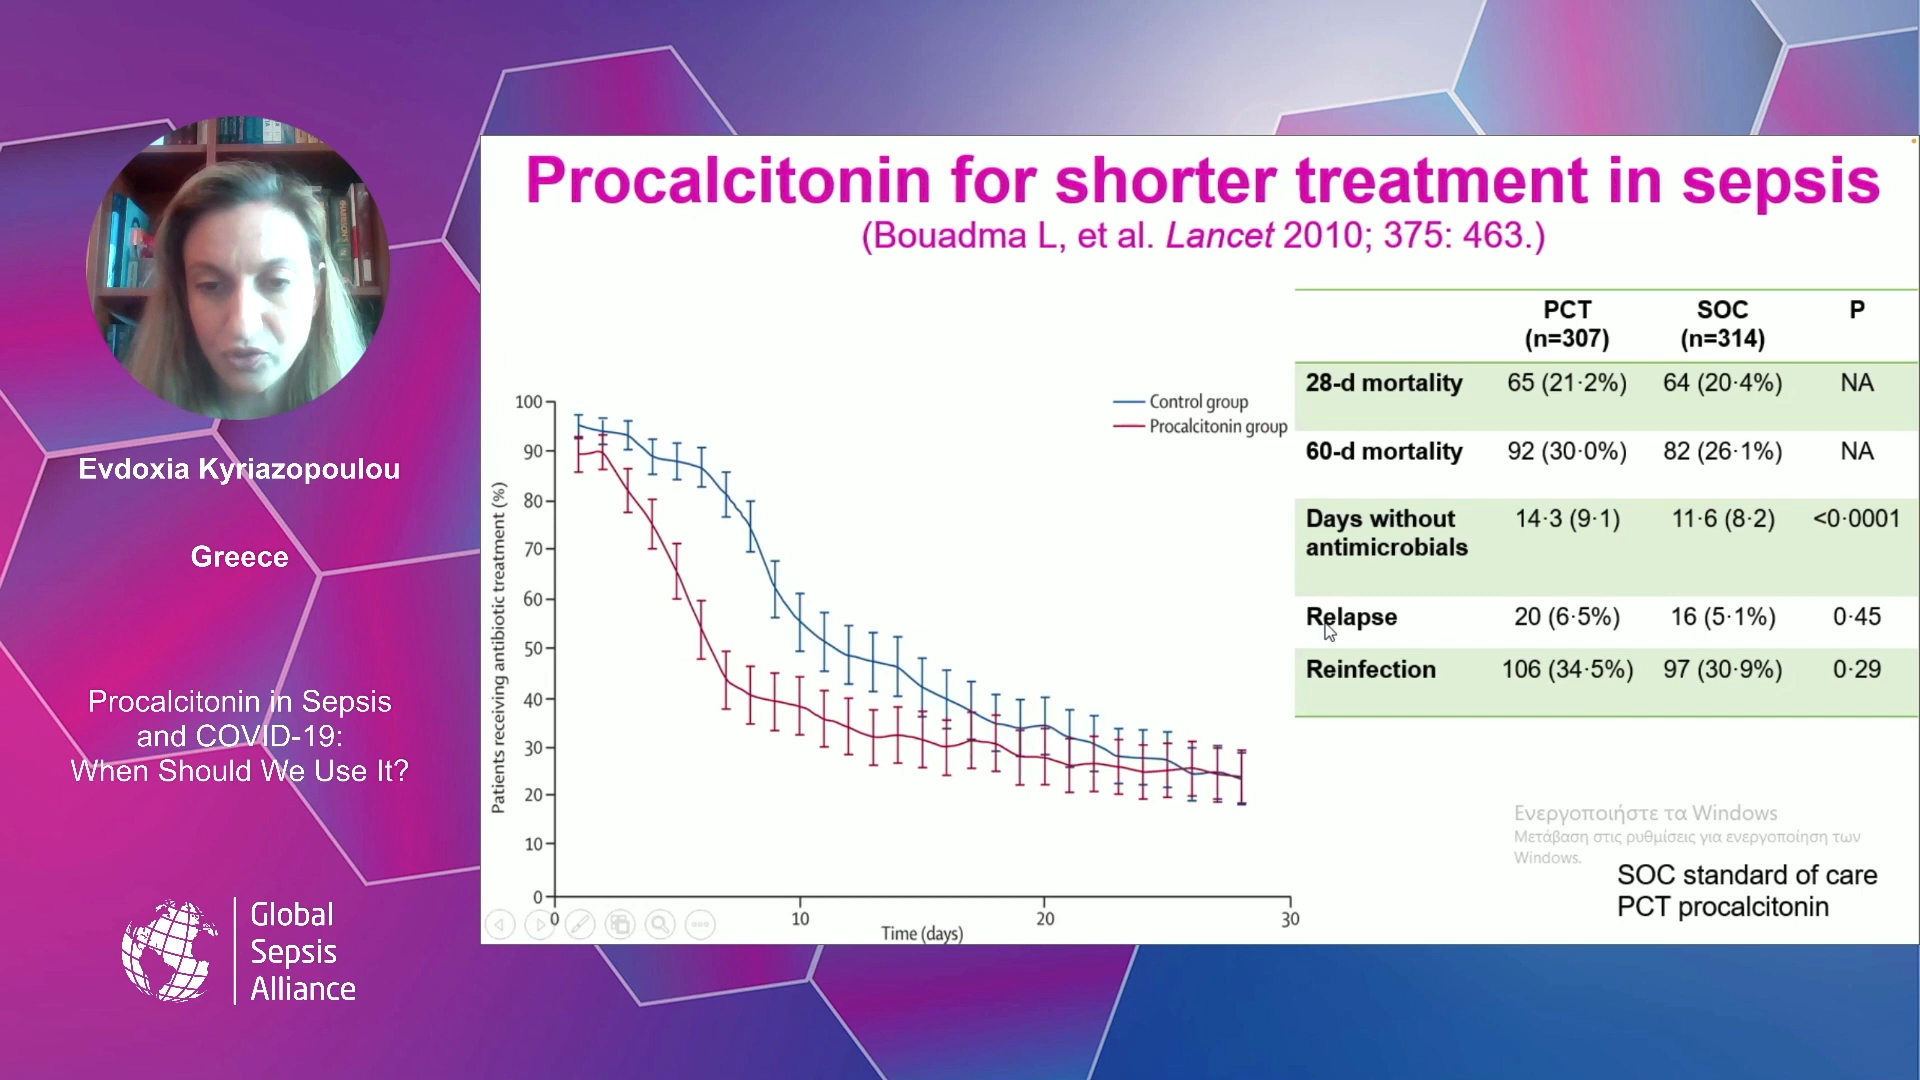 Procalcitonin for shorter treatment in sepsis
(Bouadma L, et al. Lancet 2010; 375: 463.)
Evdoxia Kyriazopoulou
Greece
Procalcitonin in Sepsis
and COVID-19:
When Should We Use It?
Global
Sepsis
Alliance
Patients receiving antibiotic treatment (%)
100
90
80
70
60
50
40
30
20
10
0
0 10 20 30
Time (days)
Control group
Procalcitonin group
PCT SOC P
(n=307) (n=314)
28-d mortality 65 (21·2%) 64 (20·4%) NA
60-d mortality 92 (30·0%) 82 (26·1%) NA
Days without 14·3 (9·1) 11·6 (8·2) <0·0001
antimicrobials
Relapse 20 (6·5%) 16 (5·1%) 0·45
Reinfection 106 (34·5%) 97 (30·9%) 0·29
Ενεργοποιήστε τα Windows
Μετάβαση στις ρυθμίσεις για ενεργοποίηση των
Windows.
SOC standard of care
PCT procalcitonin